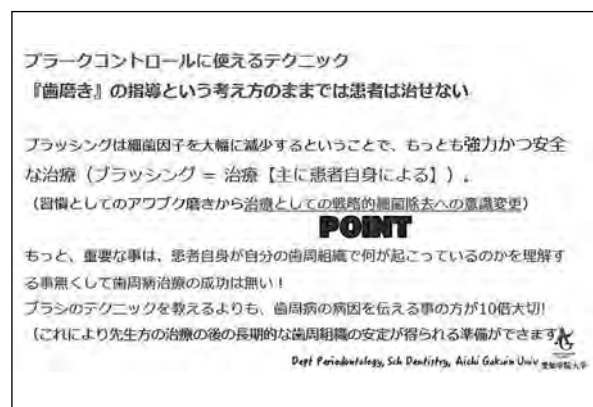 プラークコントロールに使えるテクニック
『歯磨き』の指導という考え方のままでは患者は治せない
ブラッシングは細菌因子を大幅に減少するということで、もっとも強力かつ安全
な治療（ブラッシング = 治療【主に患者自身による】）．
（習慣としてのアワブク磨きから治療としての戦略的細菌除去への意識変更）
POINT
もっと、重要な事は、患者自身が自分の歯周組織で何が起こっているのかを理解す
る事無くして歯周病治療の成功は無い！
ブラシのテクニックを教えるよりも、歯周病の病因を伝える事の方が10倍大切!
（これにより先生方の治療の後の長期的な歯周組織の安定が得られる準備ができます
Dept Periodontology, Sch Dentistry, Aichi Gakuin Univ
愛知学院大学